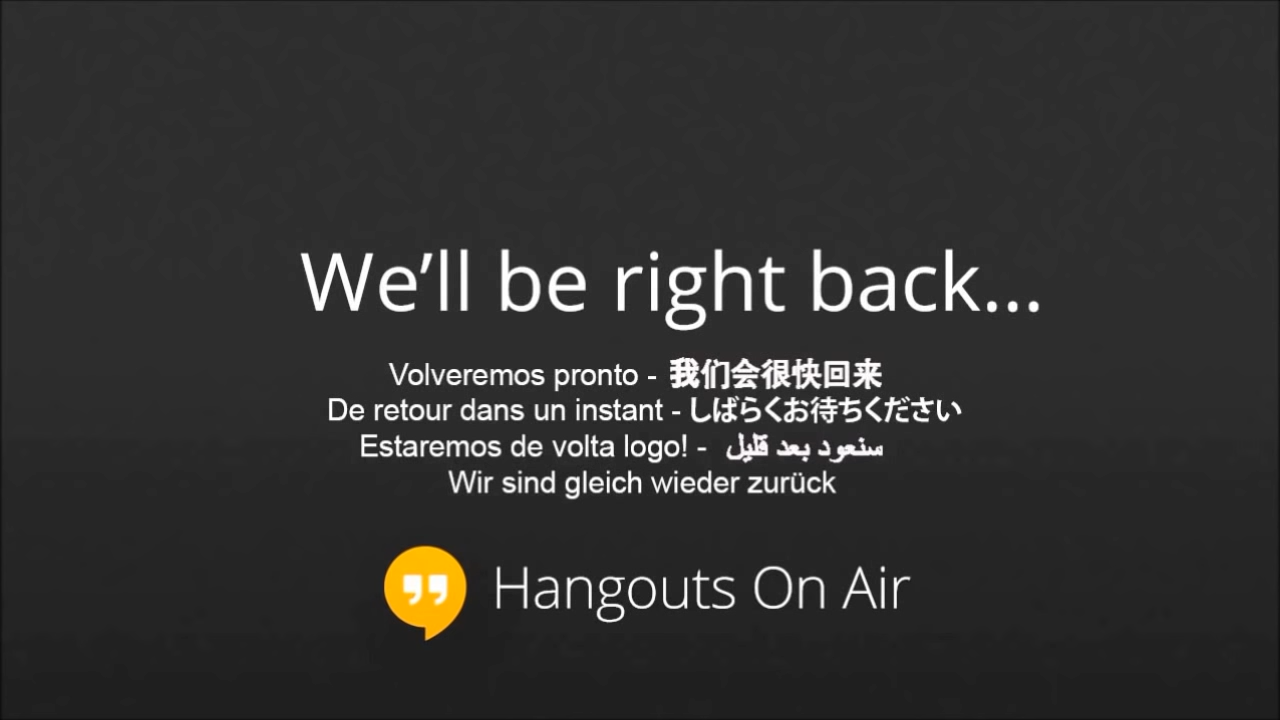 We’ll be right back...
Volveremos pronto - 我们会很快回来
De retour dans un instant - しばらくお待ちください
Estaremos de volta logo! - سنعود بعد قليل
Wir sind gleich wieder zurück
Hangouts On Air